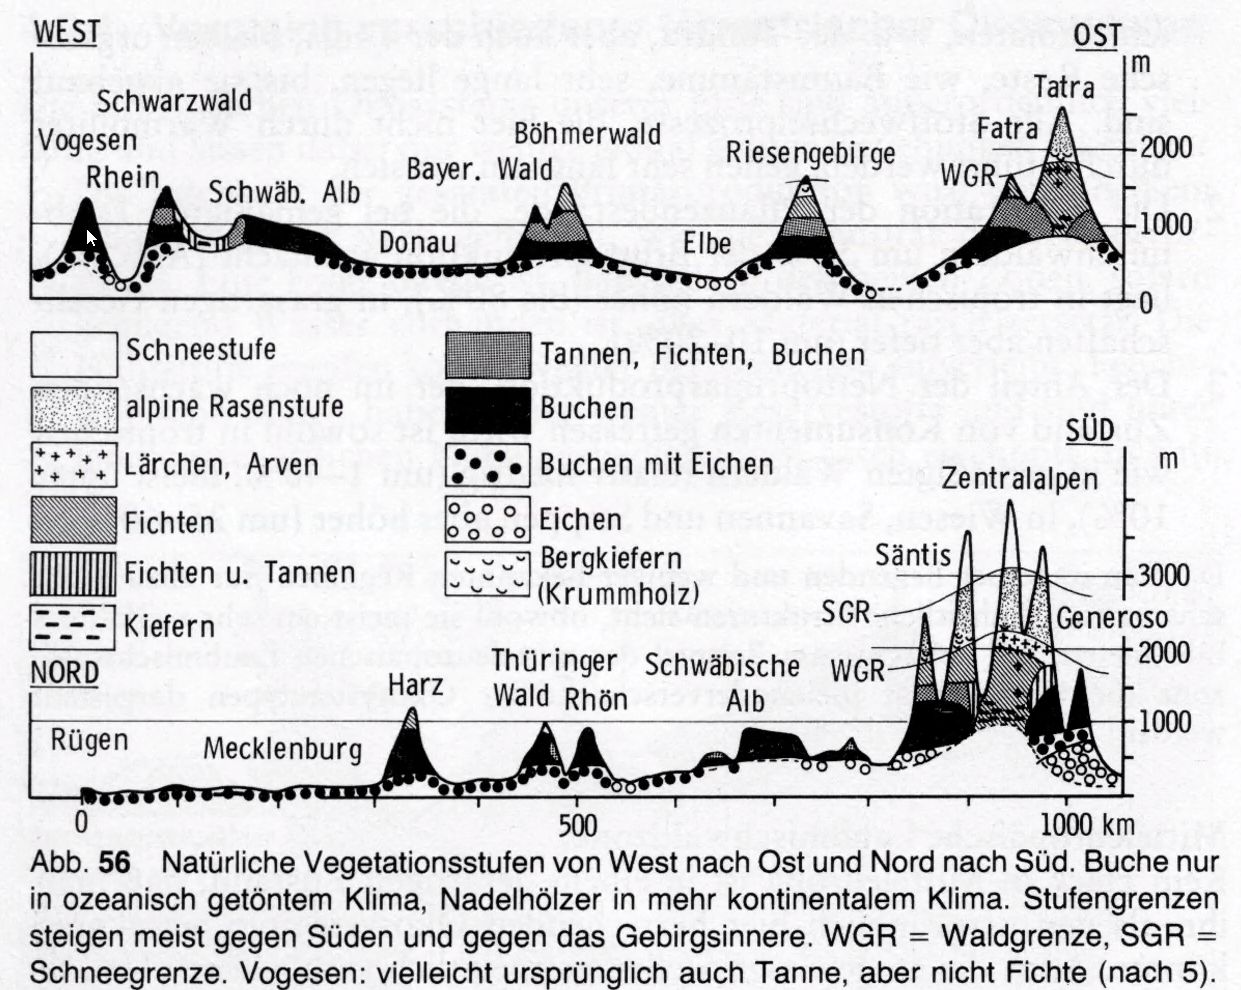 WEST
OST
m
Schwarzwald
Tatra
Vogesen
Böhmerwald
Fatra
2000
Rhein
Bayer. Wald
Riesengebirge
WGR
Schwäb. Alb
1000
Donau
Elbe
0
Schneestufe
Tannen, Fichten, Buchen
alpine Rasenstufe
Buchen
SÜD
Lärchen, Arven
Buchen mit Eichen
m
Zentralalpen
Fichten
Eichen
Säntis
Fichten u. Tannen
Bergkiefern
(Krummholz)
3000
SGR
Generoso
Kiefern
2000
NORD
Thüringer
Wald
Rhön
Schwäbische
Alb
WGR
Harz
1000
Rügen
Mecklenburg
0
500
1000 km
Abb. 56 Natürliche Vegetationsstufen von West nach Ost und Nord nach Süd. Buche nur
in ozeanisch getöntem Klima, Nadelhölzer in mehr kontinentalem Klima. Stufengrenzen
steigen meist gegen Süden und gegen das Gebirgsinnere. WGR = Waldgrenze, SGR =
Schneegrenze. Vogesen: vielleicht ursprünglich auch Tanne, aber nicht Fichte (nach 5).